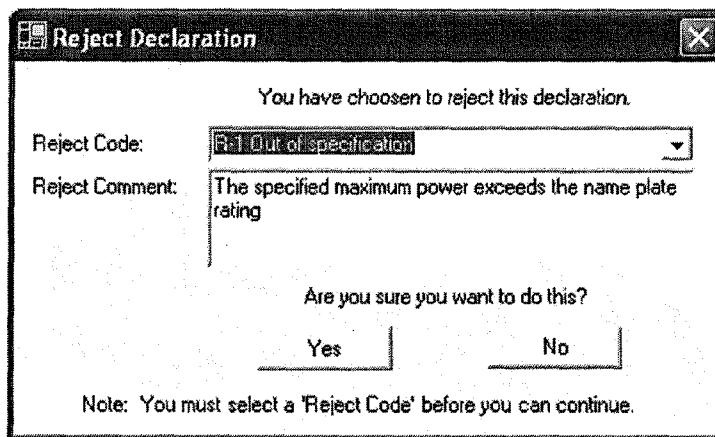 Reject Declaration
You have choosen to reject this declaration.
Reject Code:
R:1 Out of specification
Reject Comment:
The specified maximum power exceeds the name plate
rating
Are you sure you want to do this?
Yes
No
Note: You must select a 'Reject Code' before you can continue.